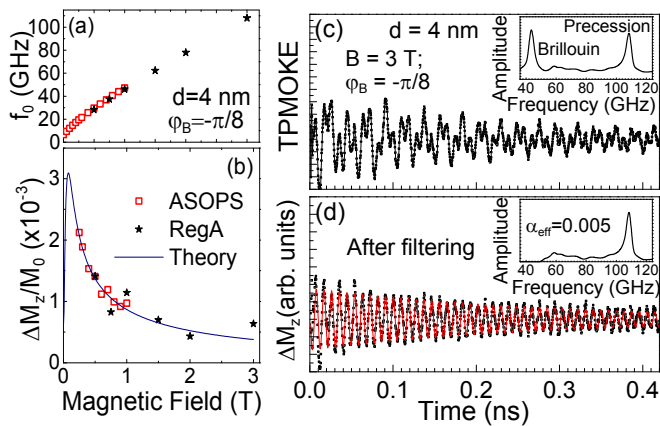 (a)
f₀ (GHz)
100
80
60
40
20
0
d=4 nm
φB=-π/8
(b)
ΔMz/M₀ (x10⁻³)
3
2
1
0
ASOPS
RegA
Theory
0
1
2
3
Magnetic Field (T)
(c)
d = 4 nm
B = 3 T;
φB = -π/8
TPMOKE
Amplitude
Precession
Brillouin
40 60 80 100 120
Frequency (GHz)
(d)
After filtering
ΔMz(arb. units)
Amplitude
αeff=0.005
40 60 80 100 120
Frequency (GHz)
0.0 0.1 0.2 0.3 0.4
Time (ns)